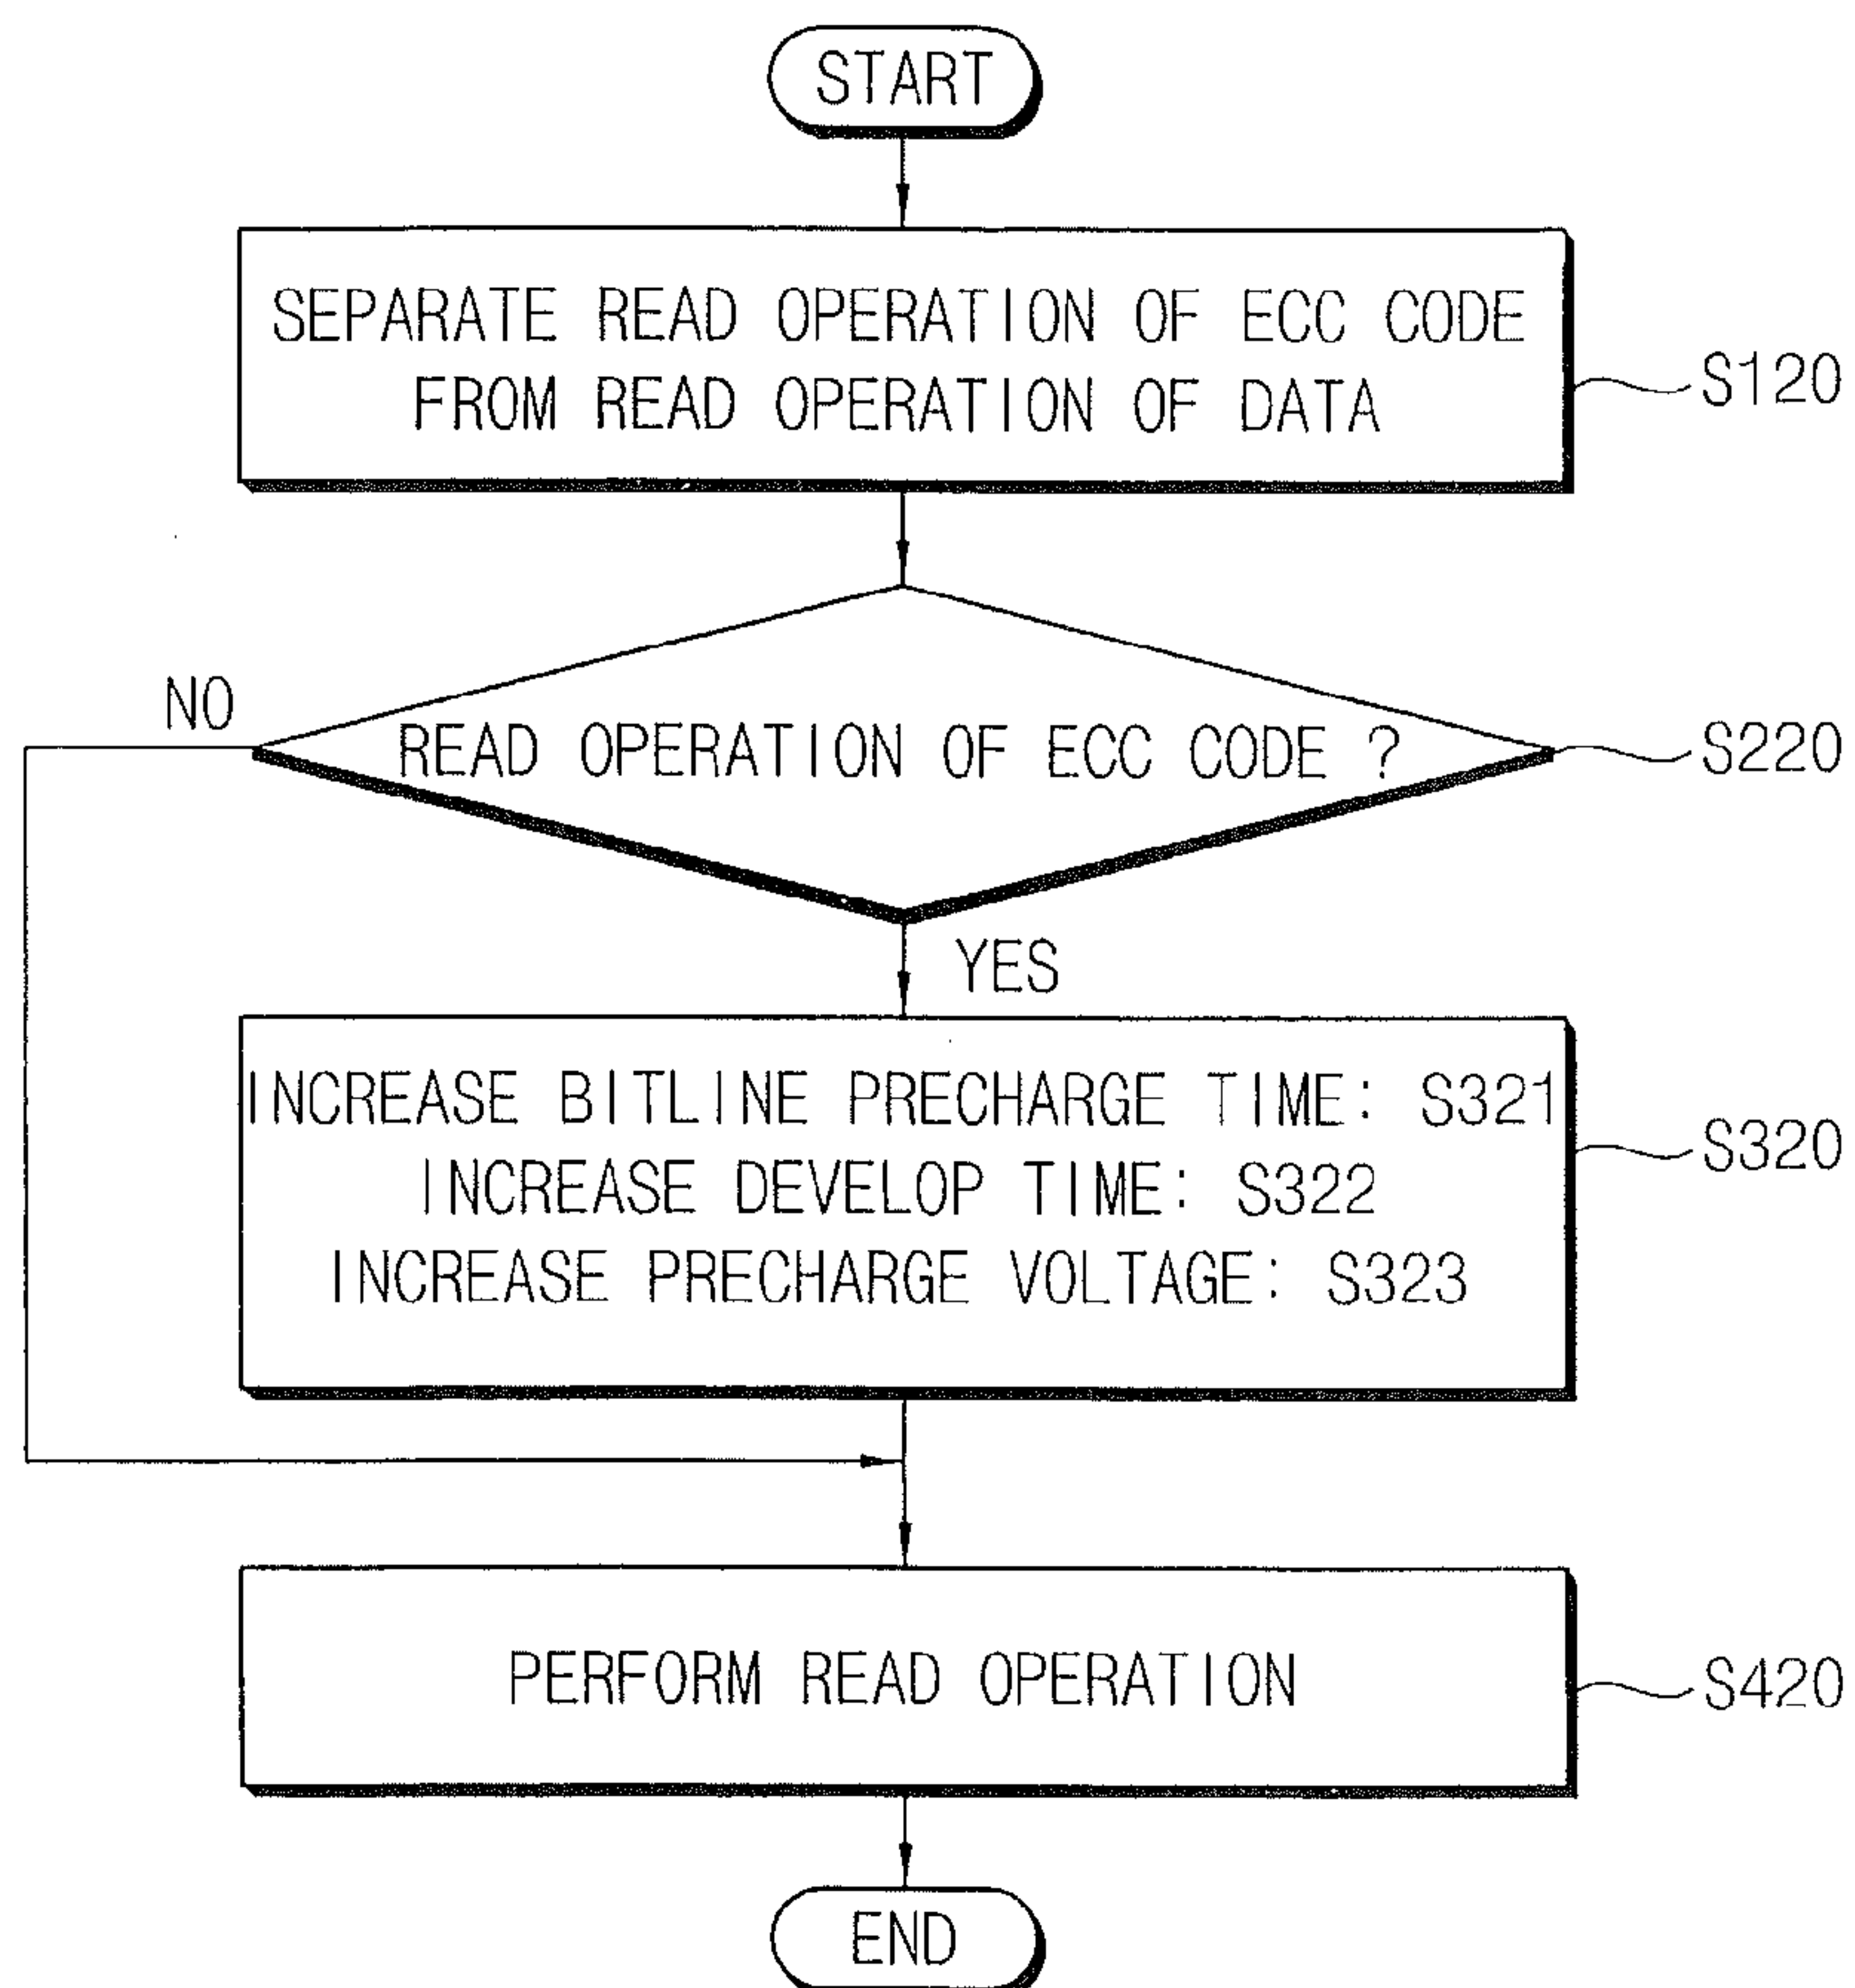 START
SEPARATE READ OPERATION OF ECC CODE
FROM READ OPERATION OF DATA
S120
NO
READ OPERATION OF ECC CODE ?
S220
YES
INCREASE BITLINE PRECHARGE TIME: S321
INCREASE DEVELOP TIME: S322
INCREASE PRECHARGE VOLTAGE: S323
S320
PERFORM READ OPERATION
S420
END